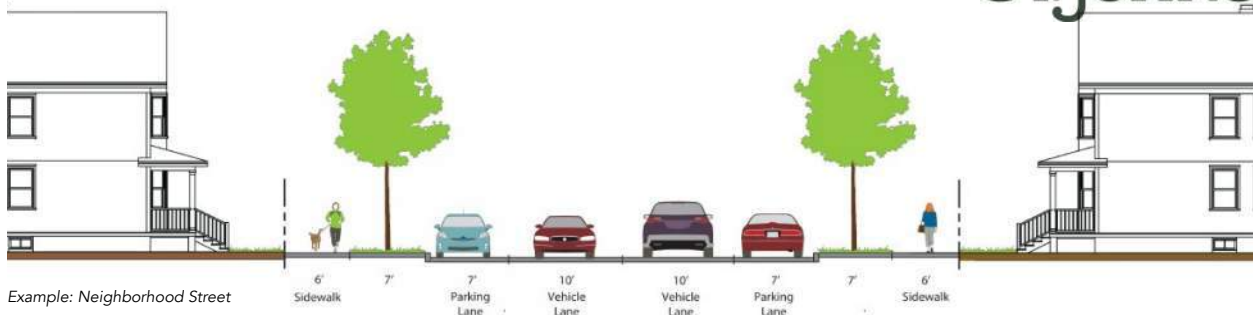 6' 7' 7' 10' 10' 7' 7' 6'
Sidewalk Parking Vehicle Vehicle Parking Sidewalk
Lane Lane Lane Lane
Example: Neighborhood Street